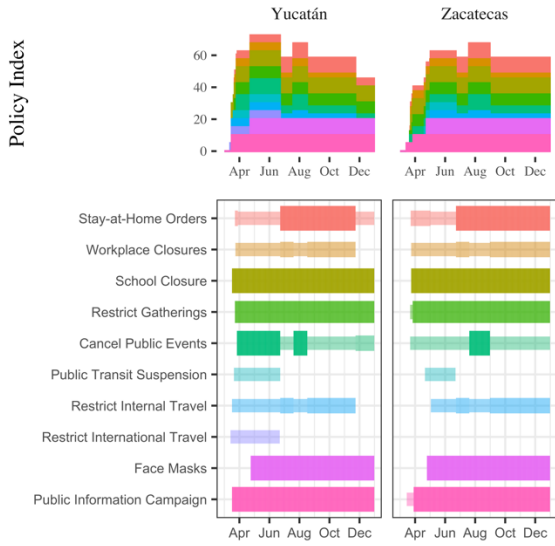 Yucatán Zacatecas
Policy Index
60
40
20
0
Apr Jun Aug Oct Dec Apr Jun Aug Oct Dec
Stay-at-Home Orders
Workplace Closures
School Closure
Restrict Gatherings
Cancel Public Events
Public Transit Suspension
Restrict Internal Travel
Restrict International Travel
Face Masks
Public Information Campaign
Apr Jun Aug Oct Dec Apr Jun Aug Oct Dec